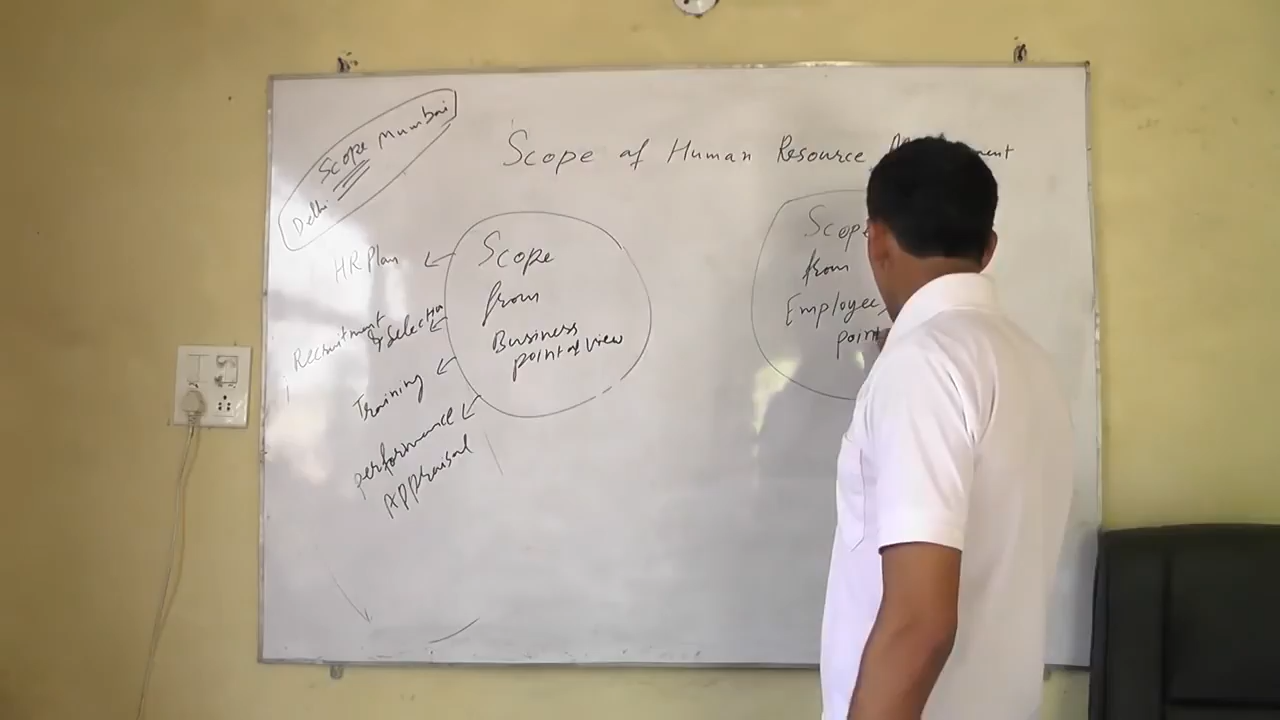 Scope of Human Resource
Delhi Scope Mumbai
Scope
from
Business
point of view
HR Plan
Recruitment
& Selection
Training
performance
Appraisal
Scope
from
Employee
point